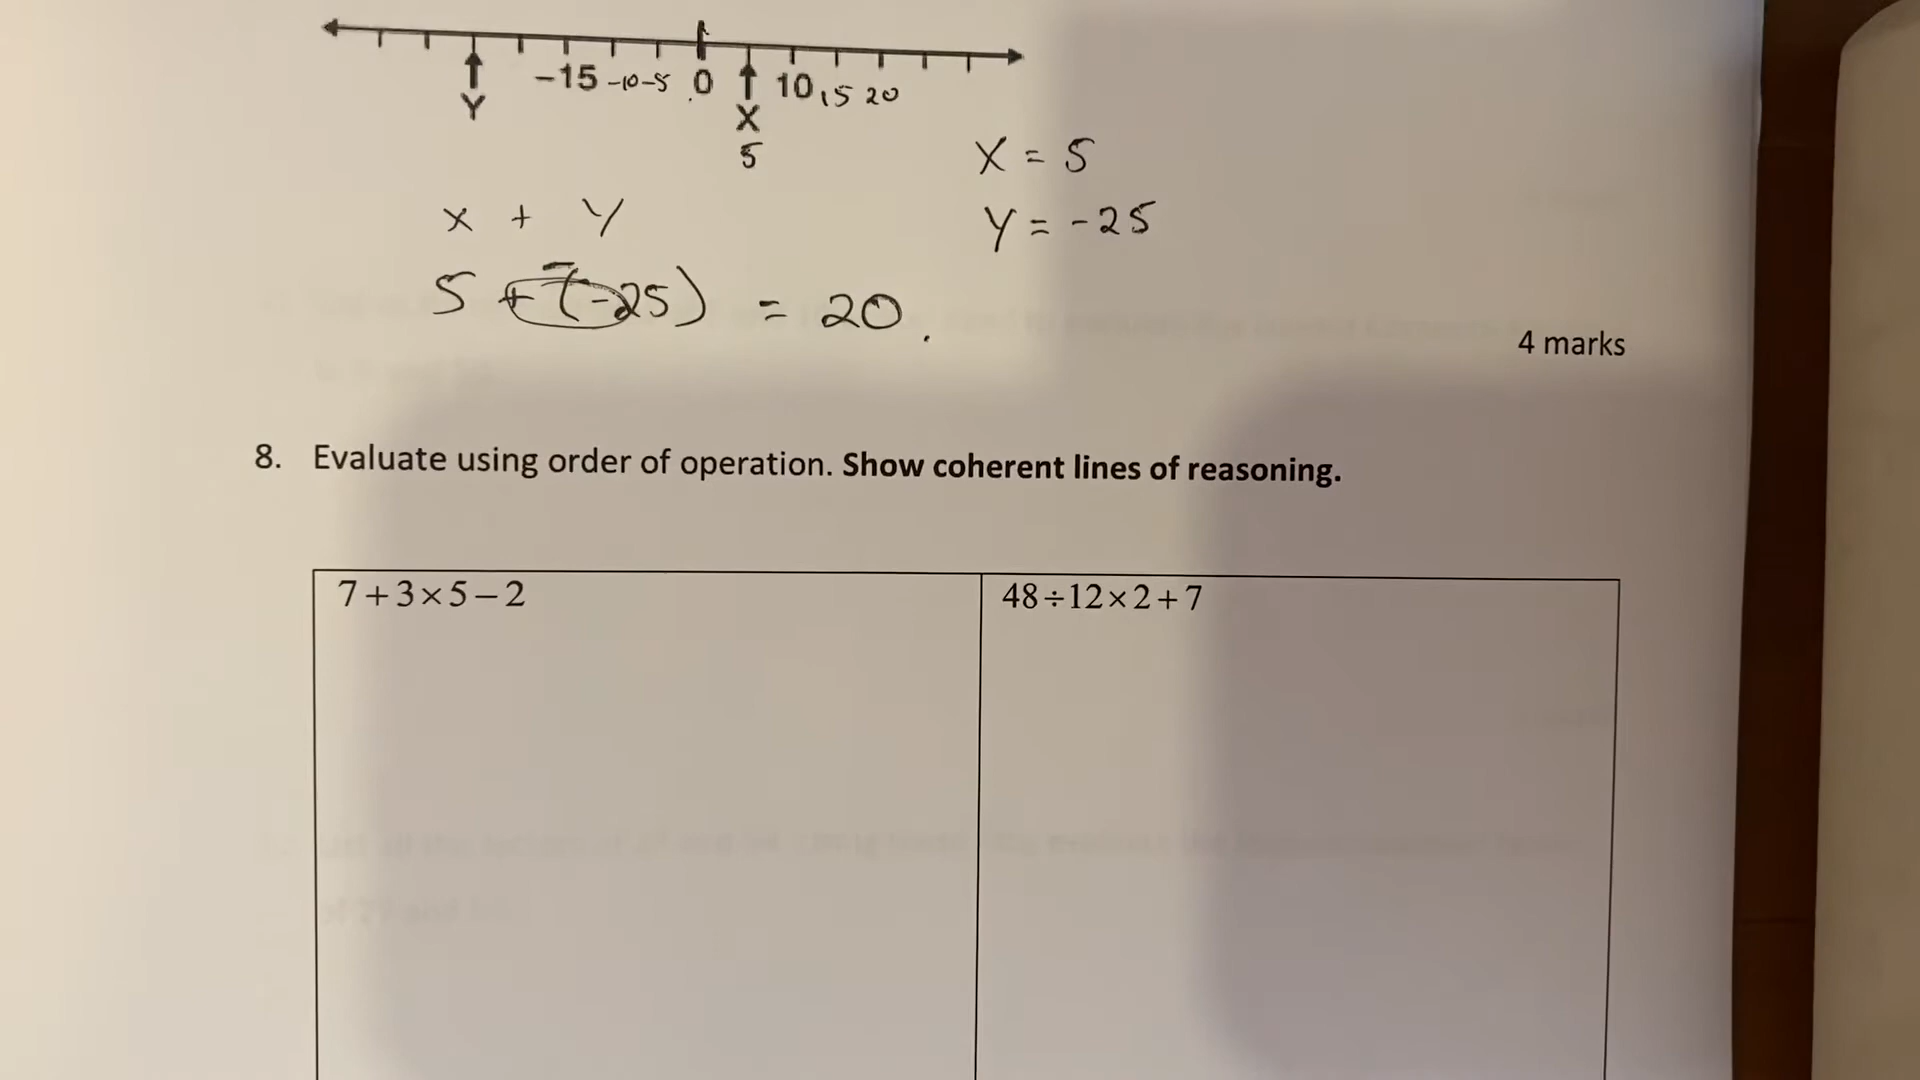 -15 -10 -5 0 10 15 20
Y X
5
X = 5
x + y
y = -25
5 + (-25) = 20.
4 marks
8. Evaluate using order of operation. Show coherent lines of reasoning.
7+3×5−2
48÷12×2+7